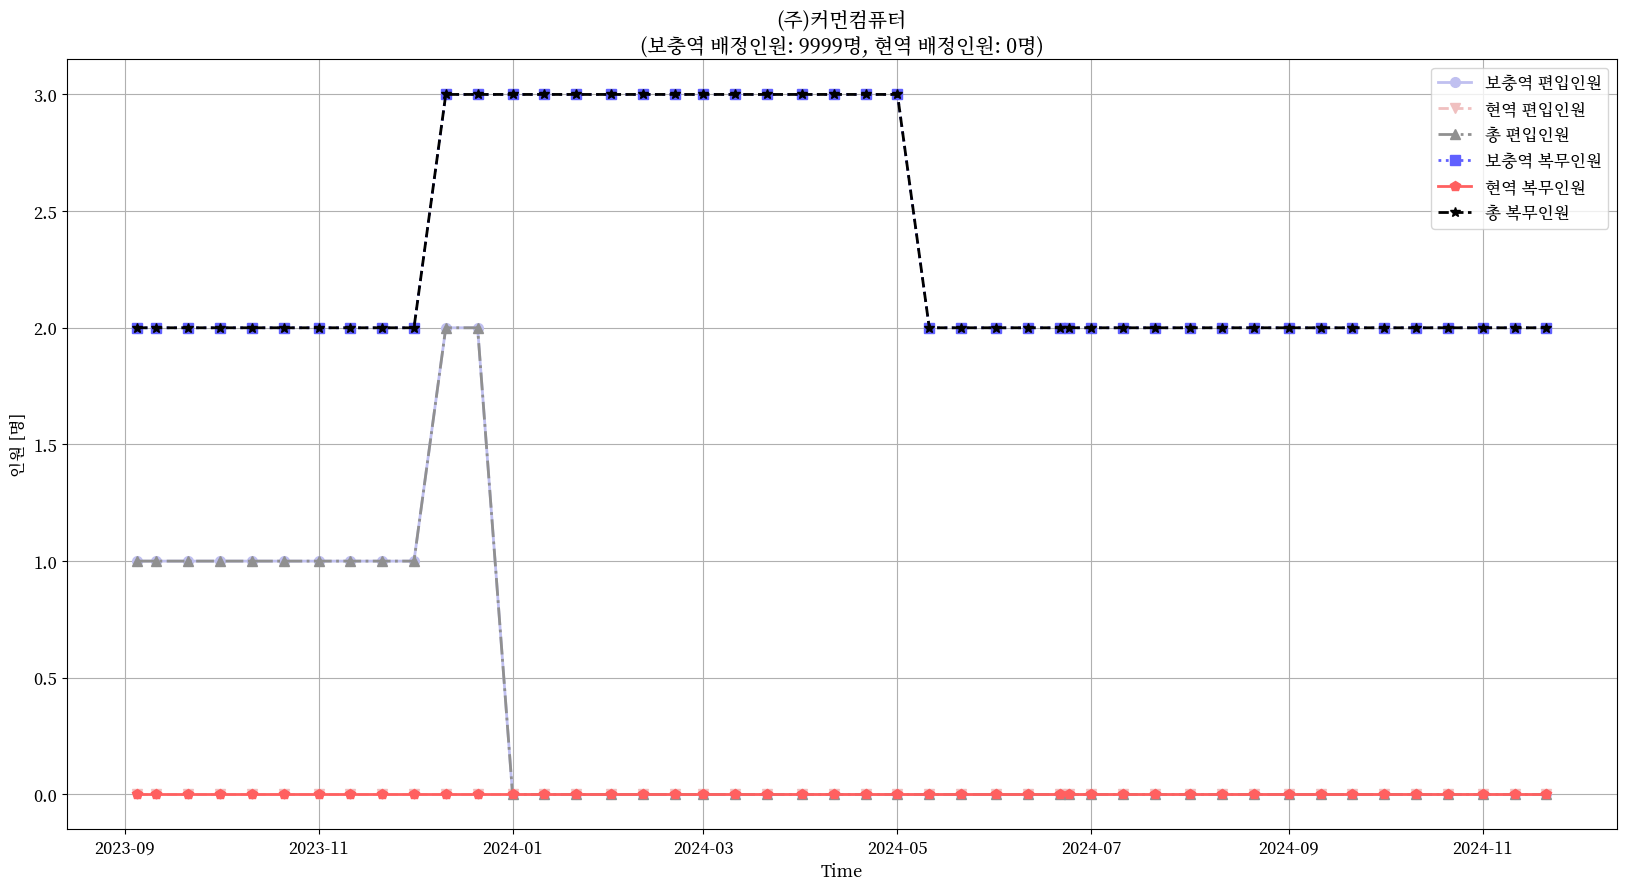 (주)커먼컴퓨터
(보충역 배정인원: 9999명, 현역 배정인원: 0명)
3.0
2.5
2.0
1.5
1.0
0.5
0.0
인원 [명]
보충역 편입인원
현역 편입인원
총 편입인원
보충역 복무인원
현역 복무인원
총 복무인원
2023-09 2023-11 2024-01 2024-03 2024-05 2024-07 2024-09 2024-11
Time